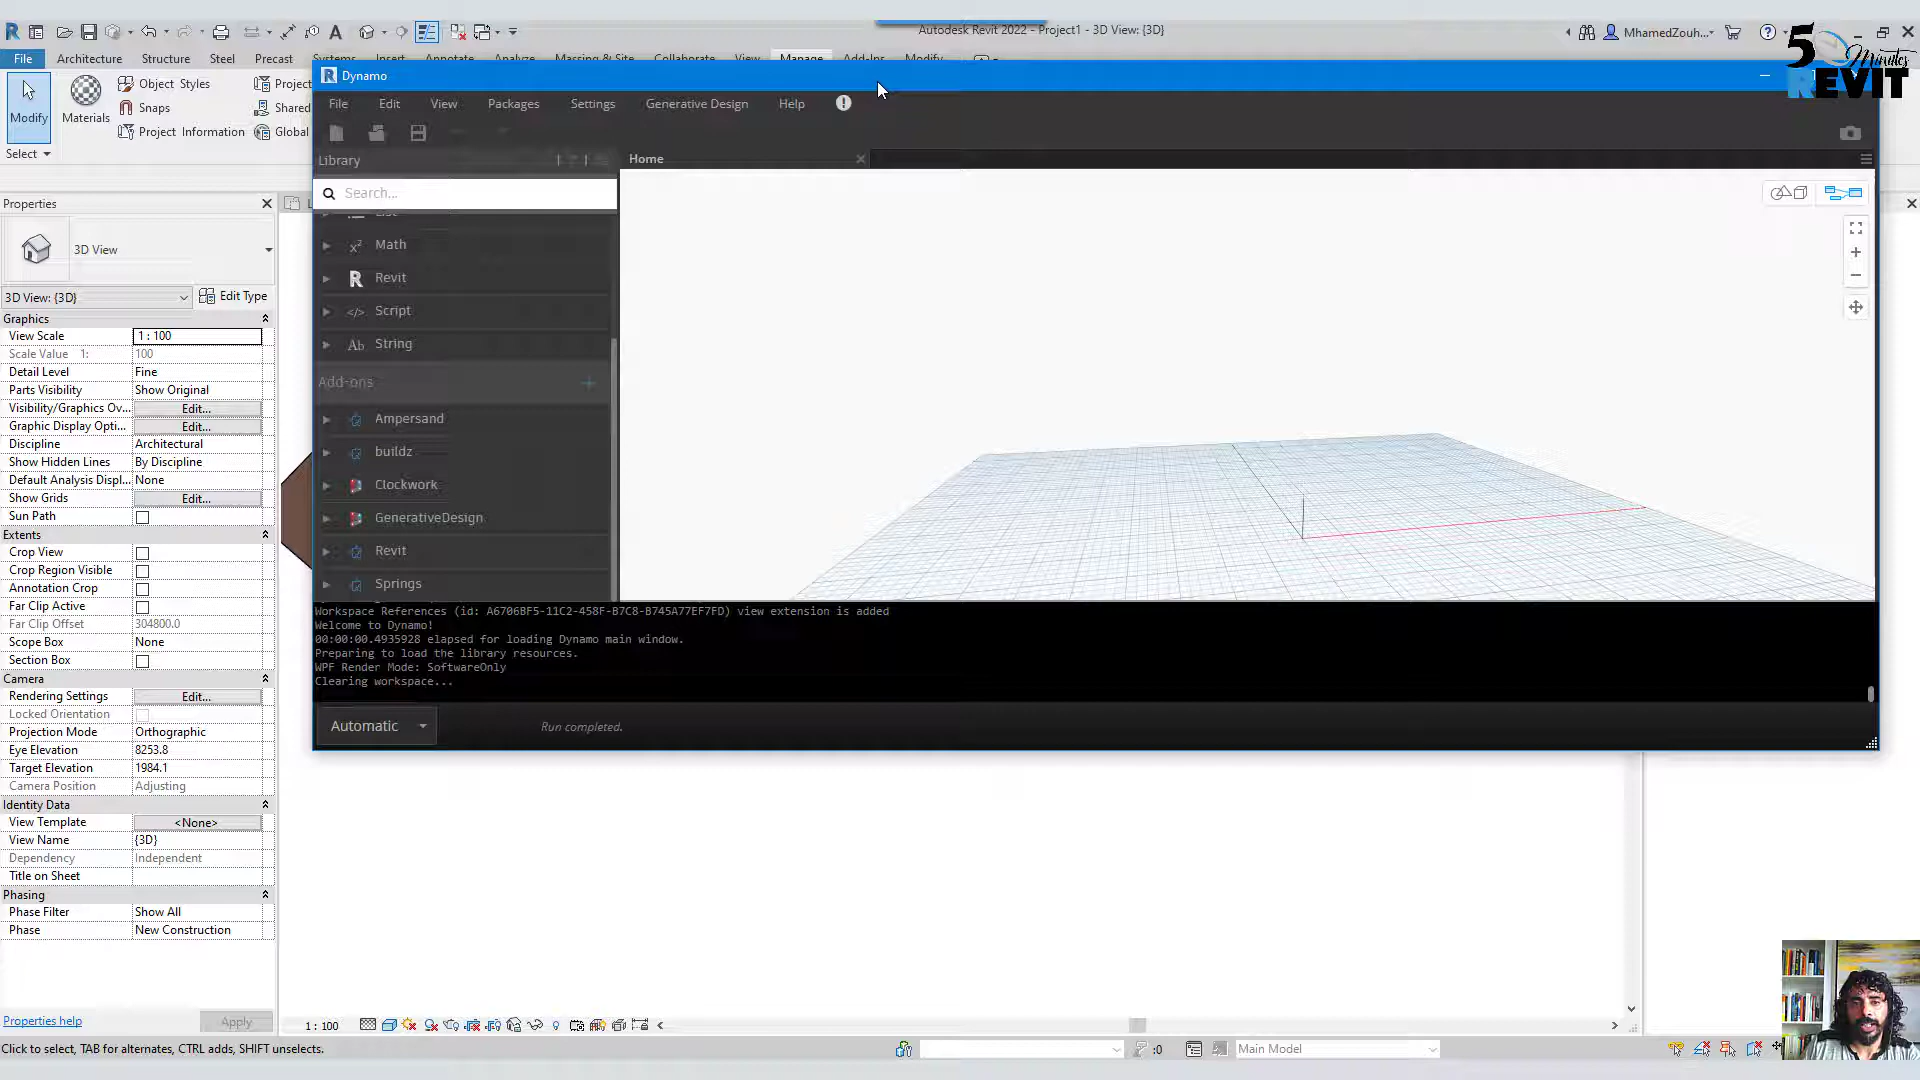 Autodesk Revit 2022 - Project1 - 3D View: {3D}
MhamedZouh...
5 Minutes
REVIT
File
Architecture
Structure
Steel
Precast
Systems
Insert
Annotate
Analyze
Massing & Site
Collaborate
View
Manage
Add-Ins
Modify
Modify
Select
Materials
Object Styles
Snaps
Project Information
Project
Shared
Global
Dynamo
File
Edit
View
Packages
Settings
Generative Design
Help
Library
Home
Search...
List
Math
Revit
Script
Ab String
Add-ons
Ampersand
buildz
Clockwork
GenerativeDesign
Revit
Springs
Workspace References (id: A6706BF5-11C2-458F-B7C8-B745A77EF7FD) view extension is added
Welcome to Dynamo!
00:00:00.4935928 elapsed for loading Dynamo main window.
Preparing to load the library resources.
WPF Render Mode: SoftwareOnly
Clearing workspace...
Automatic
Run completed.
Properties
3D View
3D View: {3D}
Edit Type
Graphics
View Scale 1 : 100
Scale Value 1: 100
Detail Level Fine
Parts Visibility Show Original
Visibility/Graphics Ov... Edit...
Graphic Display Opti... Edit...
Discipline Architectural
Show Hidden Lines By Discipline
Default Analysis Displ... None
Show Grids Edit...
Sun Path
Extents
Crop View
Crop Region Visible
Annotation Crop
Far Clip Active
Far Clip Offset 304800.0
Scope Box None
Section Box
Camera
Rendering Settings Edit...
Locked Orientation
Projection Mode Orthographic
Eye Elevation 8253.8
Target Elevation 1984.1
Camera Position Adjusting
Identity Data
View Template <None>
View Name {3D}
Dependency Independent
Title on Sheet
Phasing
Phase Filter Show All
Phase New Construction
Properties help
Apply
1 : 100
Click to select, TAB for alternates, CTRL adds, SHIFT unselects.
:0
Main Model